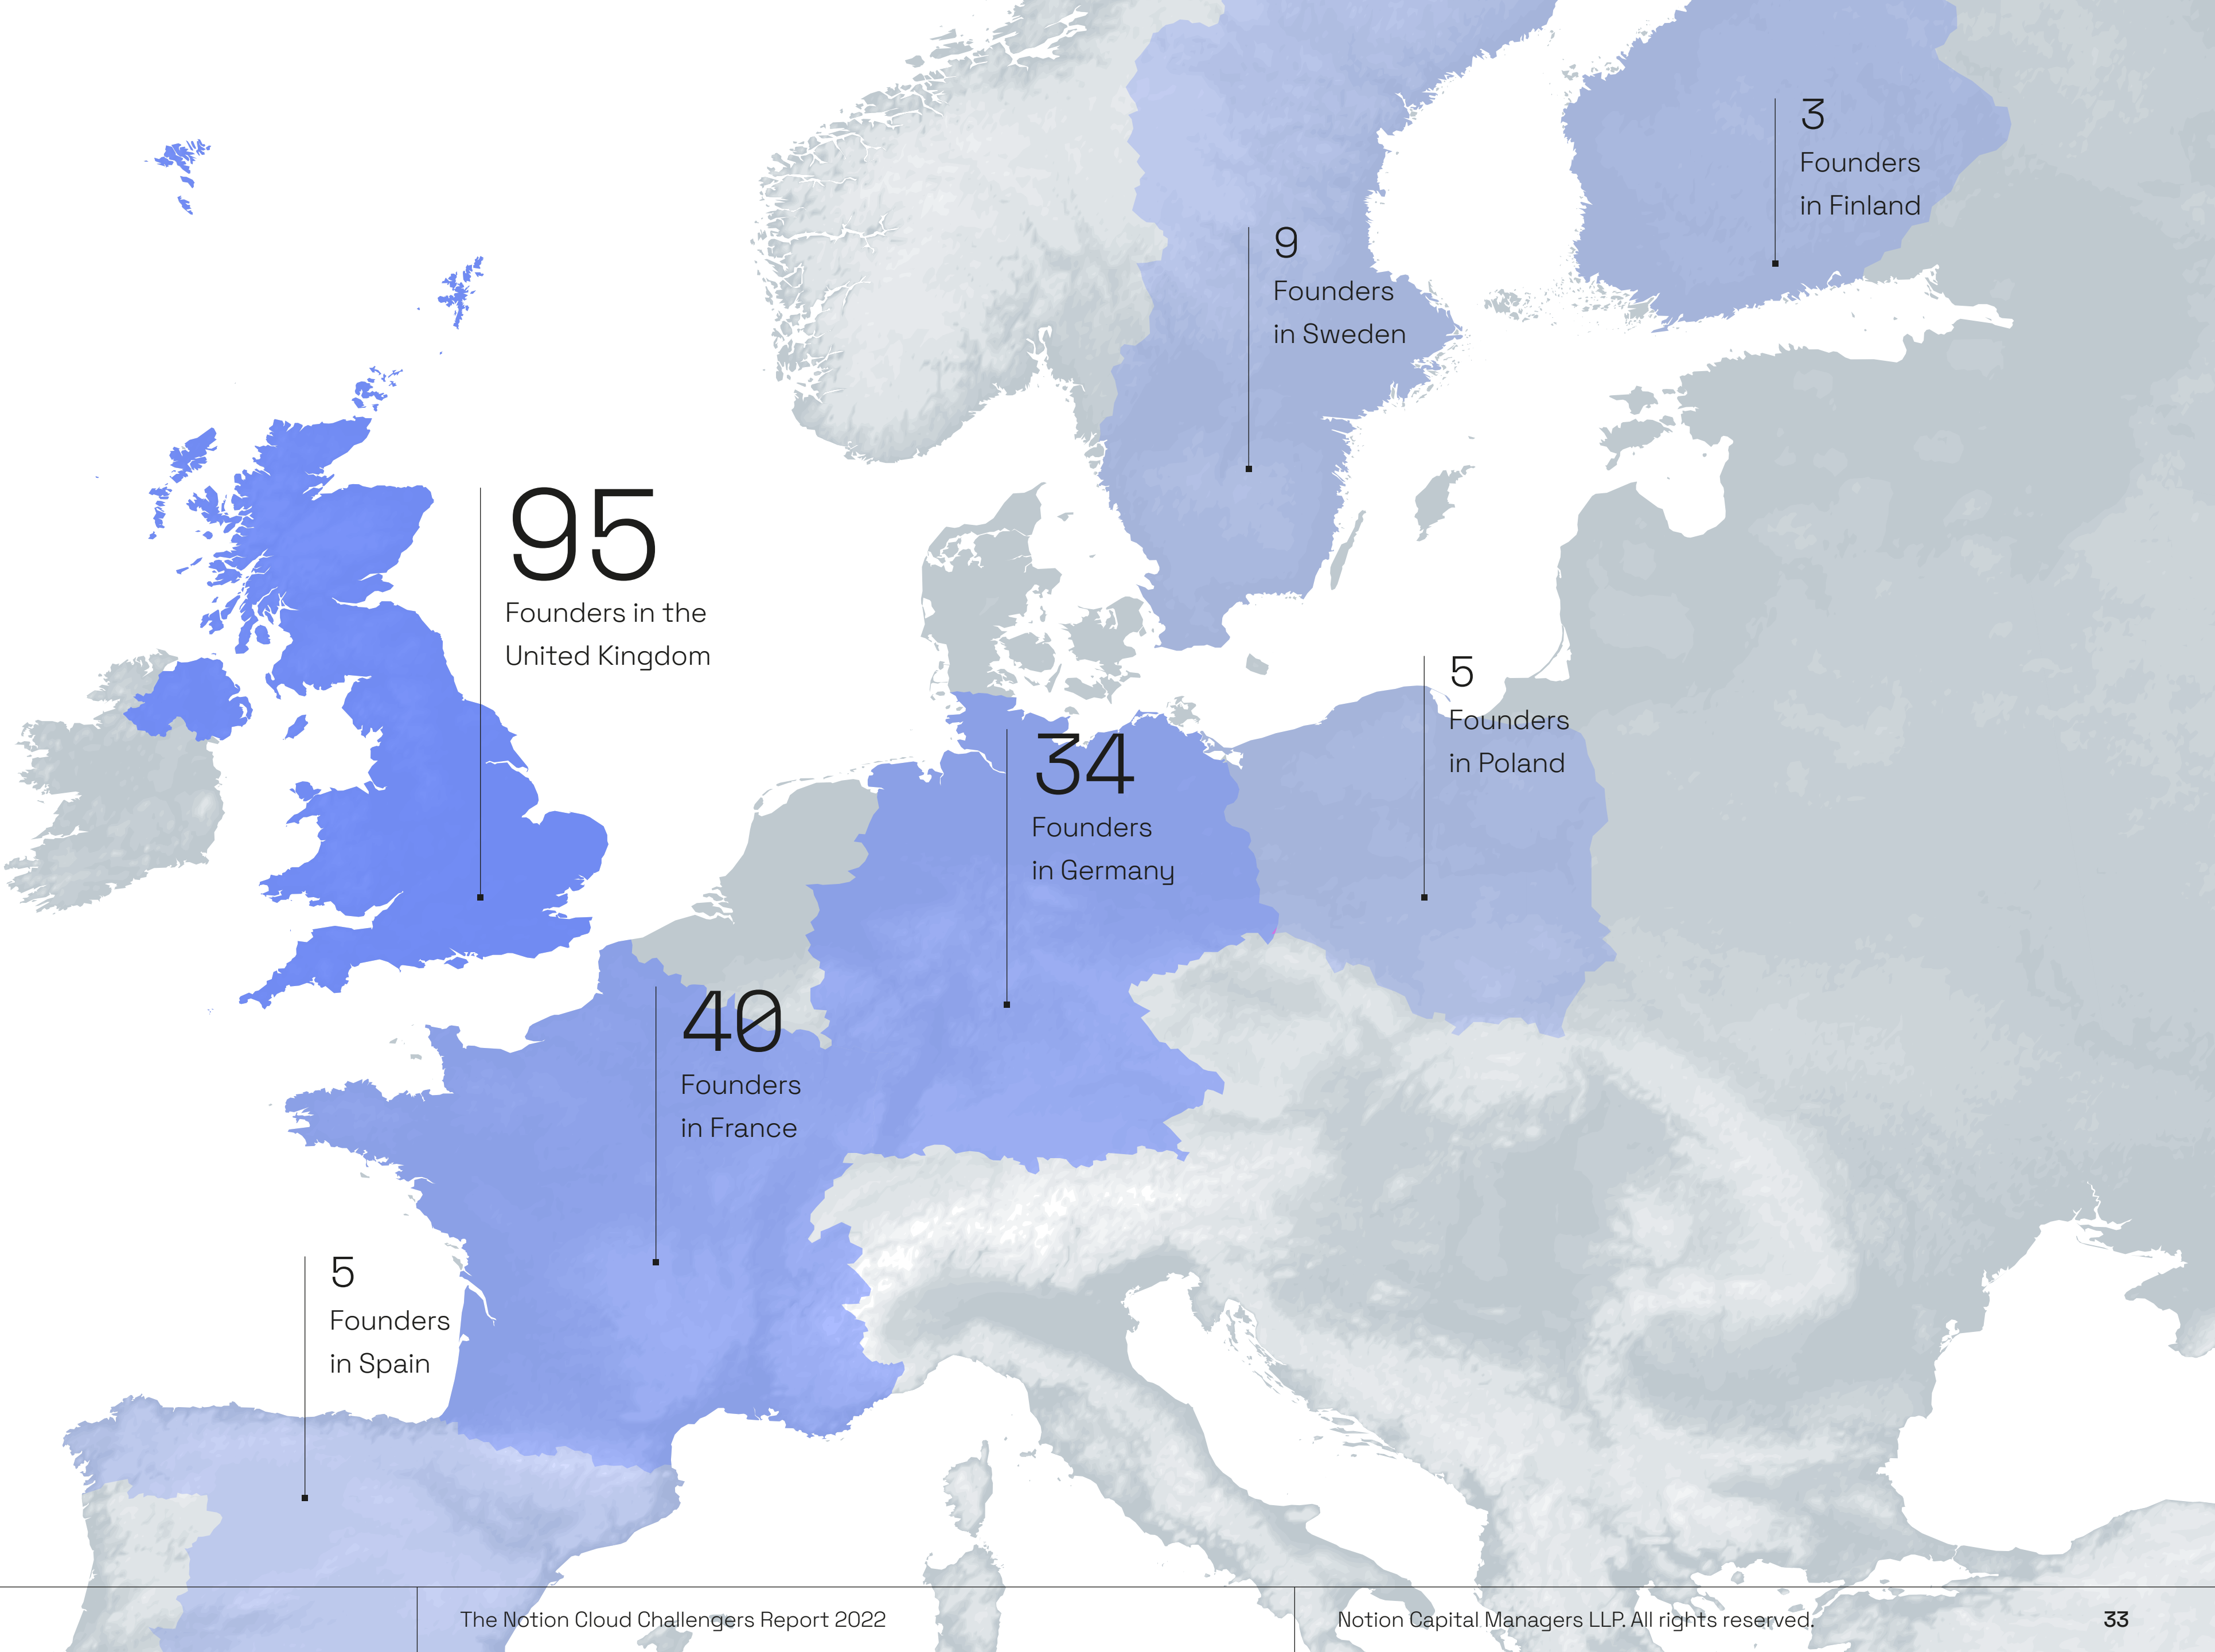 3
Founders
in Finland
9
Founders
in Sweden
95
Founders in the
United Kingdom
5
Founders
in Poland
34
Founders
in Germany
40
Founders
in France
5
Founders
in Spain
The Notion Cloud Challengers Report 2022
Notion Capital Managers LLP. All rights reserved.
33